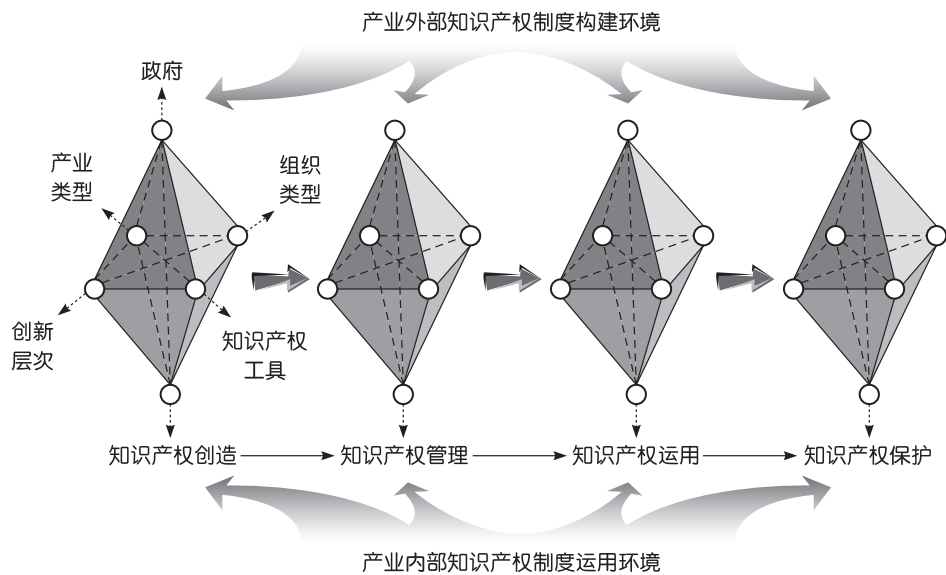 产业外部知识产权制度构建环境
政府
产业
类型
组织
类型
创新
层次
知识产权
工具
知识产权创造
知识产权管理
知识产权运用
知识产权保护
产业内部知识产权制度运用环境